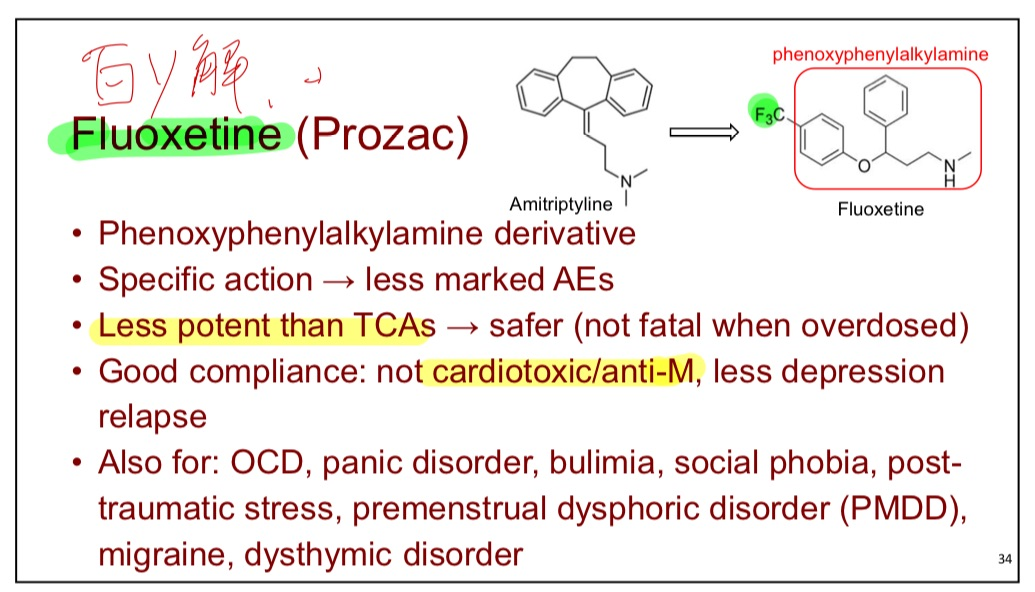 百解
phenoxyphenylalkylamine
Fluoxetine (Prozac)
F₃C
O
N
H
N
Amitriptyline
Fluoxetine
• Phenoxyphenylalkylamine derivative
• Specific action → less marked AEs
• Less potent than TCAs → safer (not fatal when overdosed)
• Good compliance: not cardiotoxic/anti-M, less depression
relapse
• Also for: OCD, panic disorder, bulimia, social phobia, post-
traumatic stress, premenstrual dysphoric disorder (PMDD),
migraine, dysthymic disorder
34